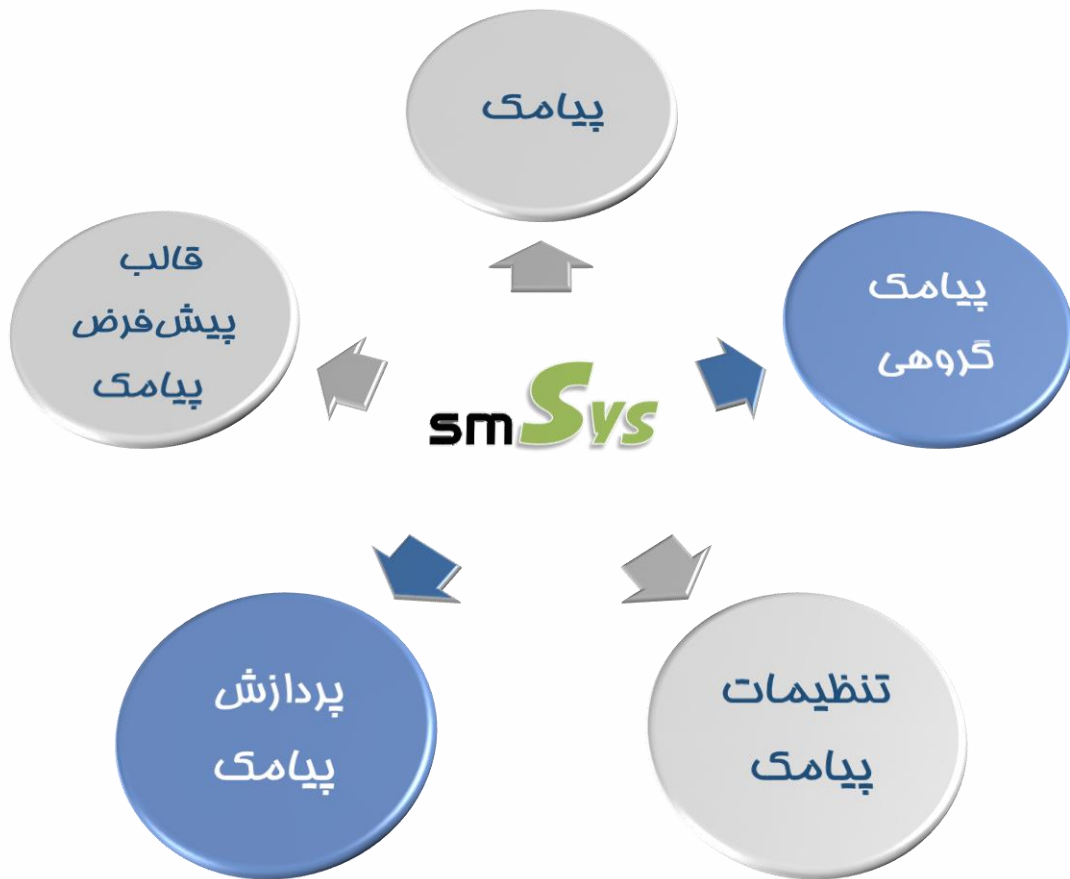 پیامک
پیامک
گروهی
تنظیمات
پیامک
پردازش
پیامک
قالب
پیش‌فرض
پیامک
smSys